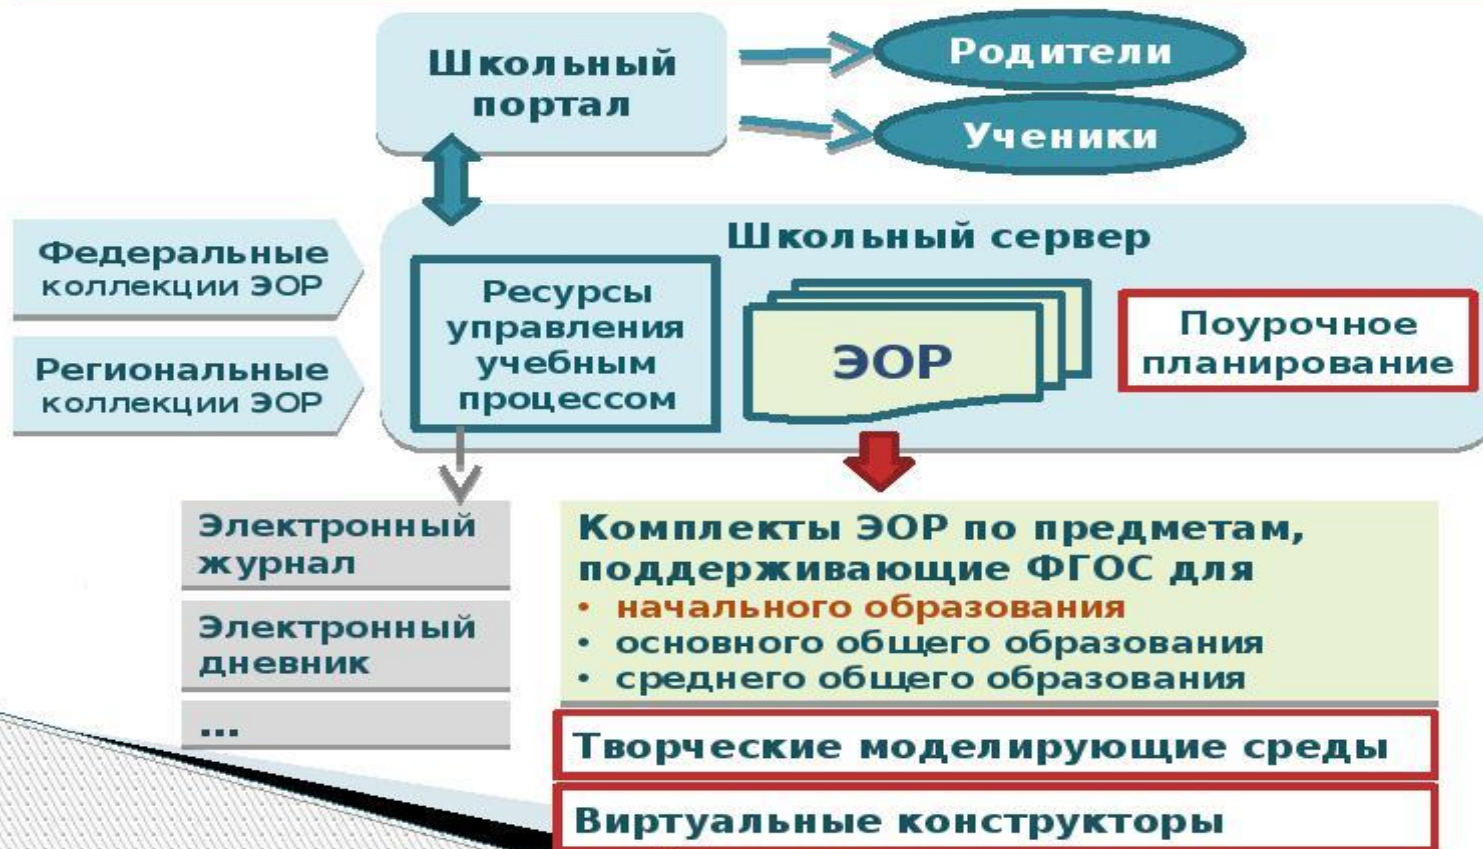 Школьный
портал
Родители
Ученики
Федеральные
коллекции ЭОР
Региональные
коллекции ЭОР
Школьный сервер
Ресурсы
управления
учебным
процессом
ЭОР
Поурочное
планирование
Электронный
журнал
Электронный
дневник
...
Комплекты ЭОР по предметам,
поддерживающие ФГОС для
• начального образования
• основного общего образования
• среднего общего образования
Творческие моделирующие среды
Виртуальные конструкторы